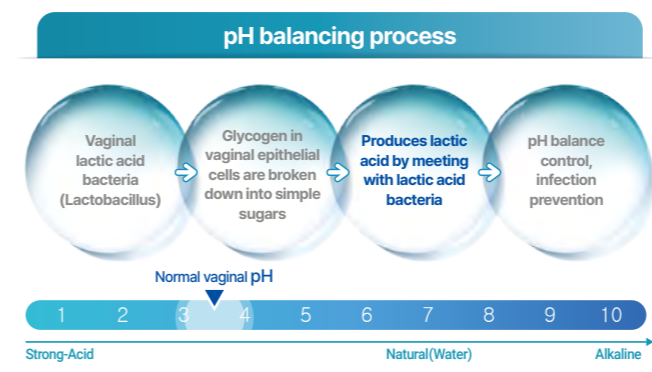 pH balancing process
Vaginal
lactic acid
bacteria
(Lactobacillus)
Glycogen in
vaginal epithelial
cells are broken
down into simple
sugars
Produces lactic
acid by meeting
with lactic acid
bacteria
pH balance
control,
infection
prevention
Normal vaginal pH
1 2 3 4 5 6 7 8 9 10
Strong-Acid Natural(Water) Alkaline